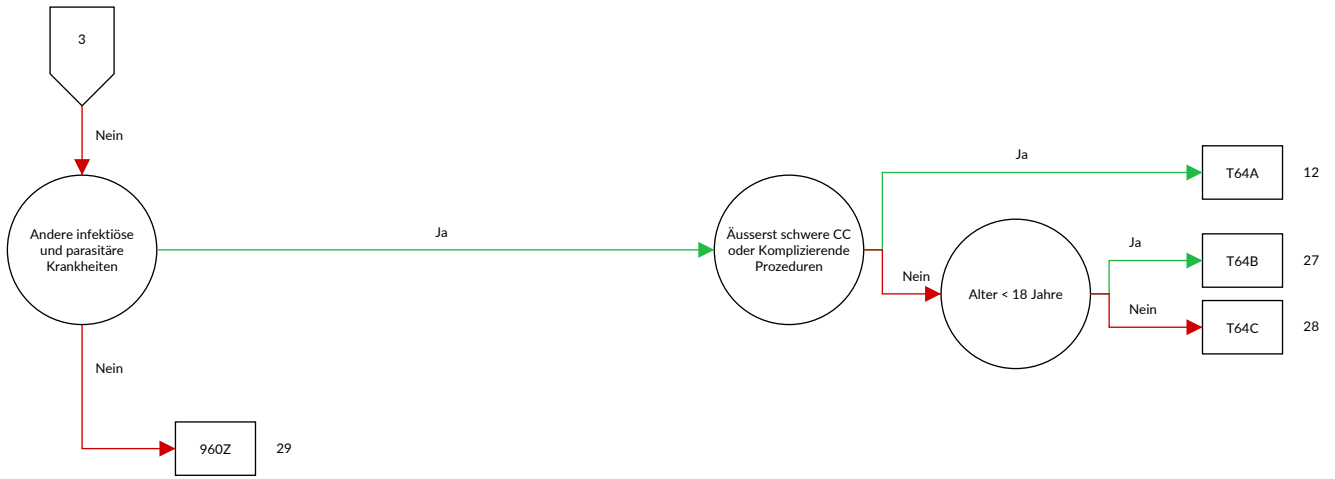 3
Nein
Andere infektiöse
und parasitäre
Krankheiten
Ja
Äusserst schwere CC
oder Komplizierende
Prozeduren
Ja
T64A
12
Nein
Alter < 18 Jahre
Ja
T64B
27
Nein
T64C
28
Nein
960Z
29